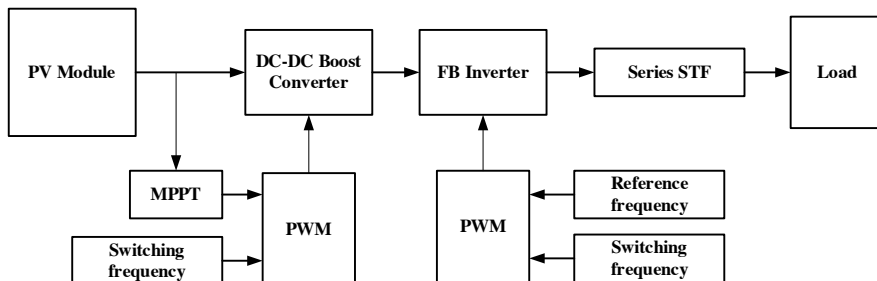 PV Module
DC-DC Boost
Converter
FB Inverter
Series STF
Load
MPPT
PWM
Switching
frequency
PWM
Reference
frequency
Switching
frequency